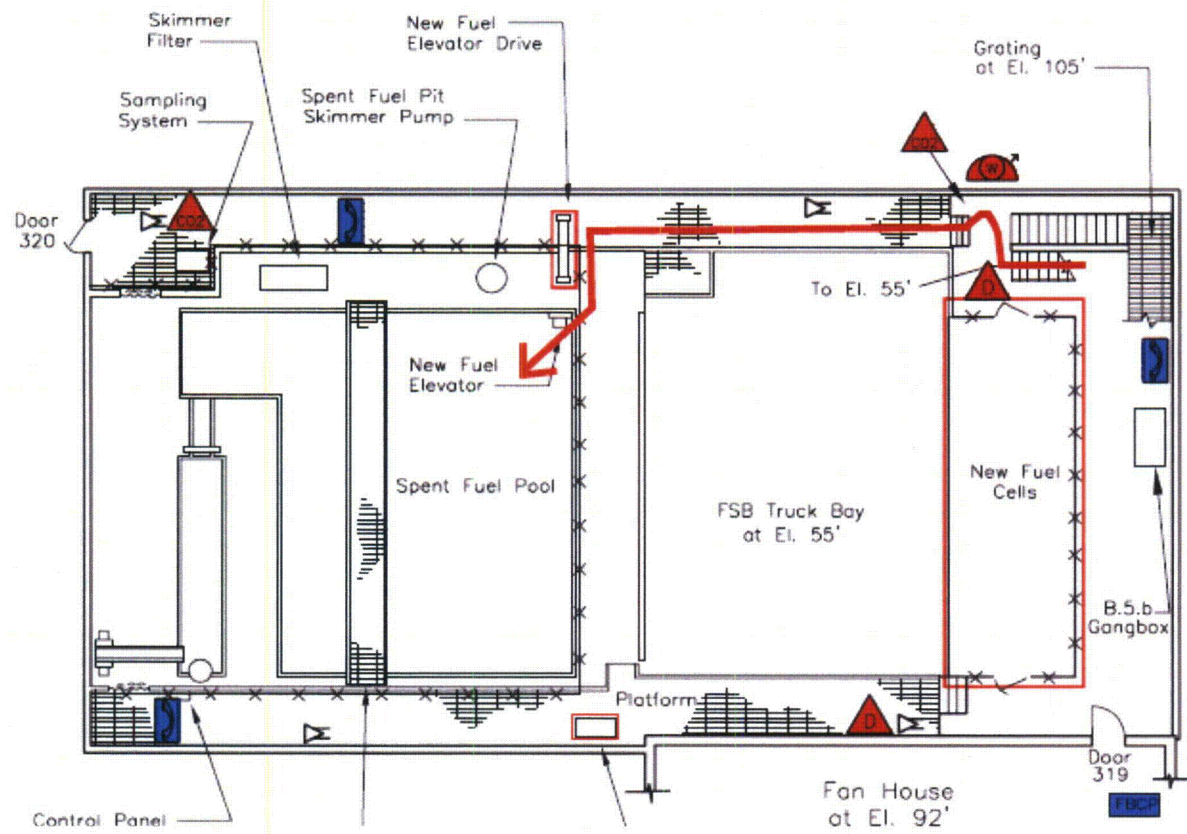 Skimmer
Filter
New Fuel
Elevator Drive
Grating
at El. 105'
Sampling
System
Spent Fuel Pit
Skimmer Pump
CO2
W
CO2
Door
320
To El. 55'
D
New Fuel
Elevator
Spent Fuel Pool
FSB Truck Bay
at El. 55'
New Fuel
Cells
B.5.b
Gangbox
Platform
D
Door
319
Fan House
at El. 92'
FBCP
Control Panel